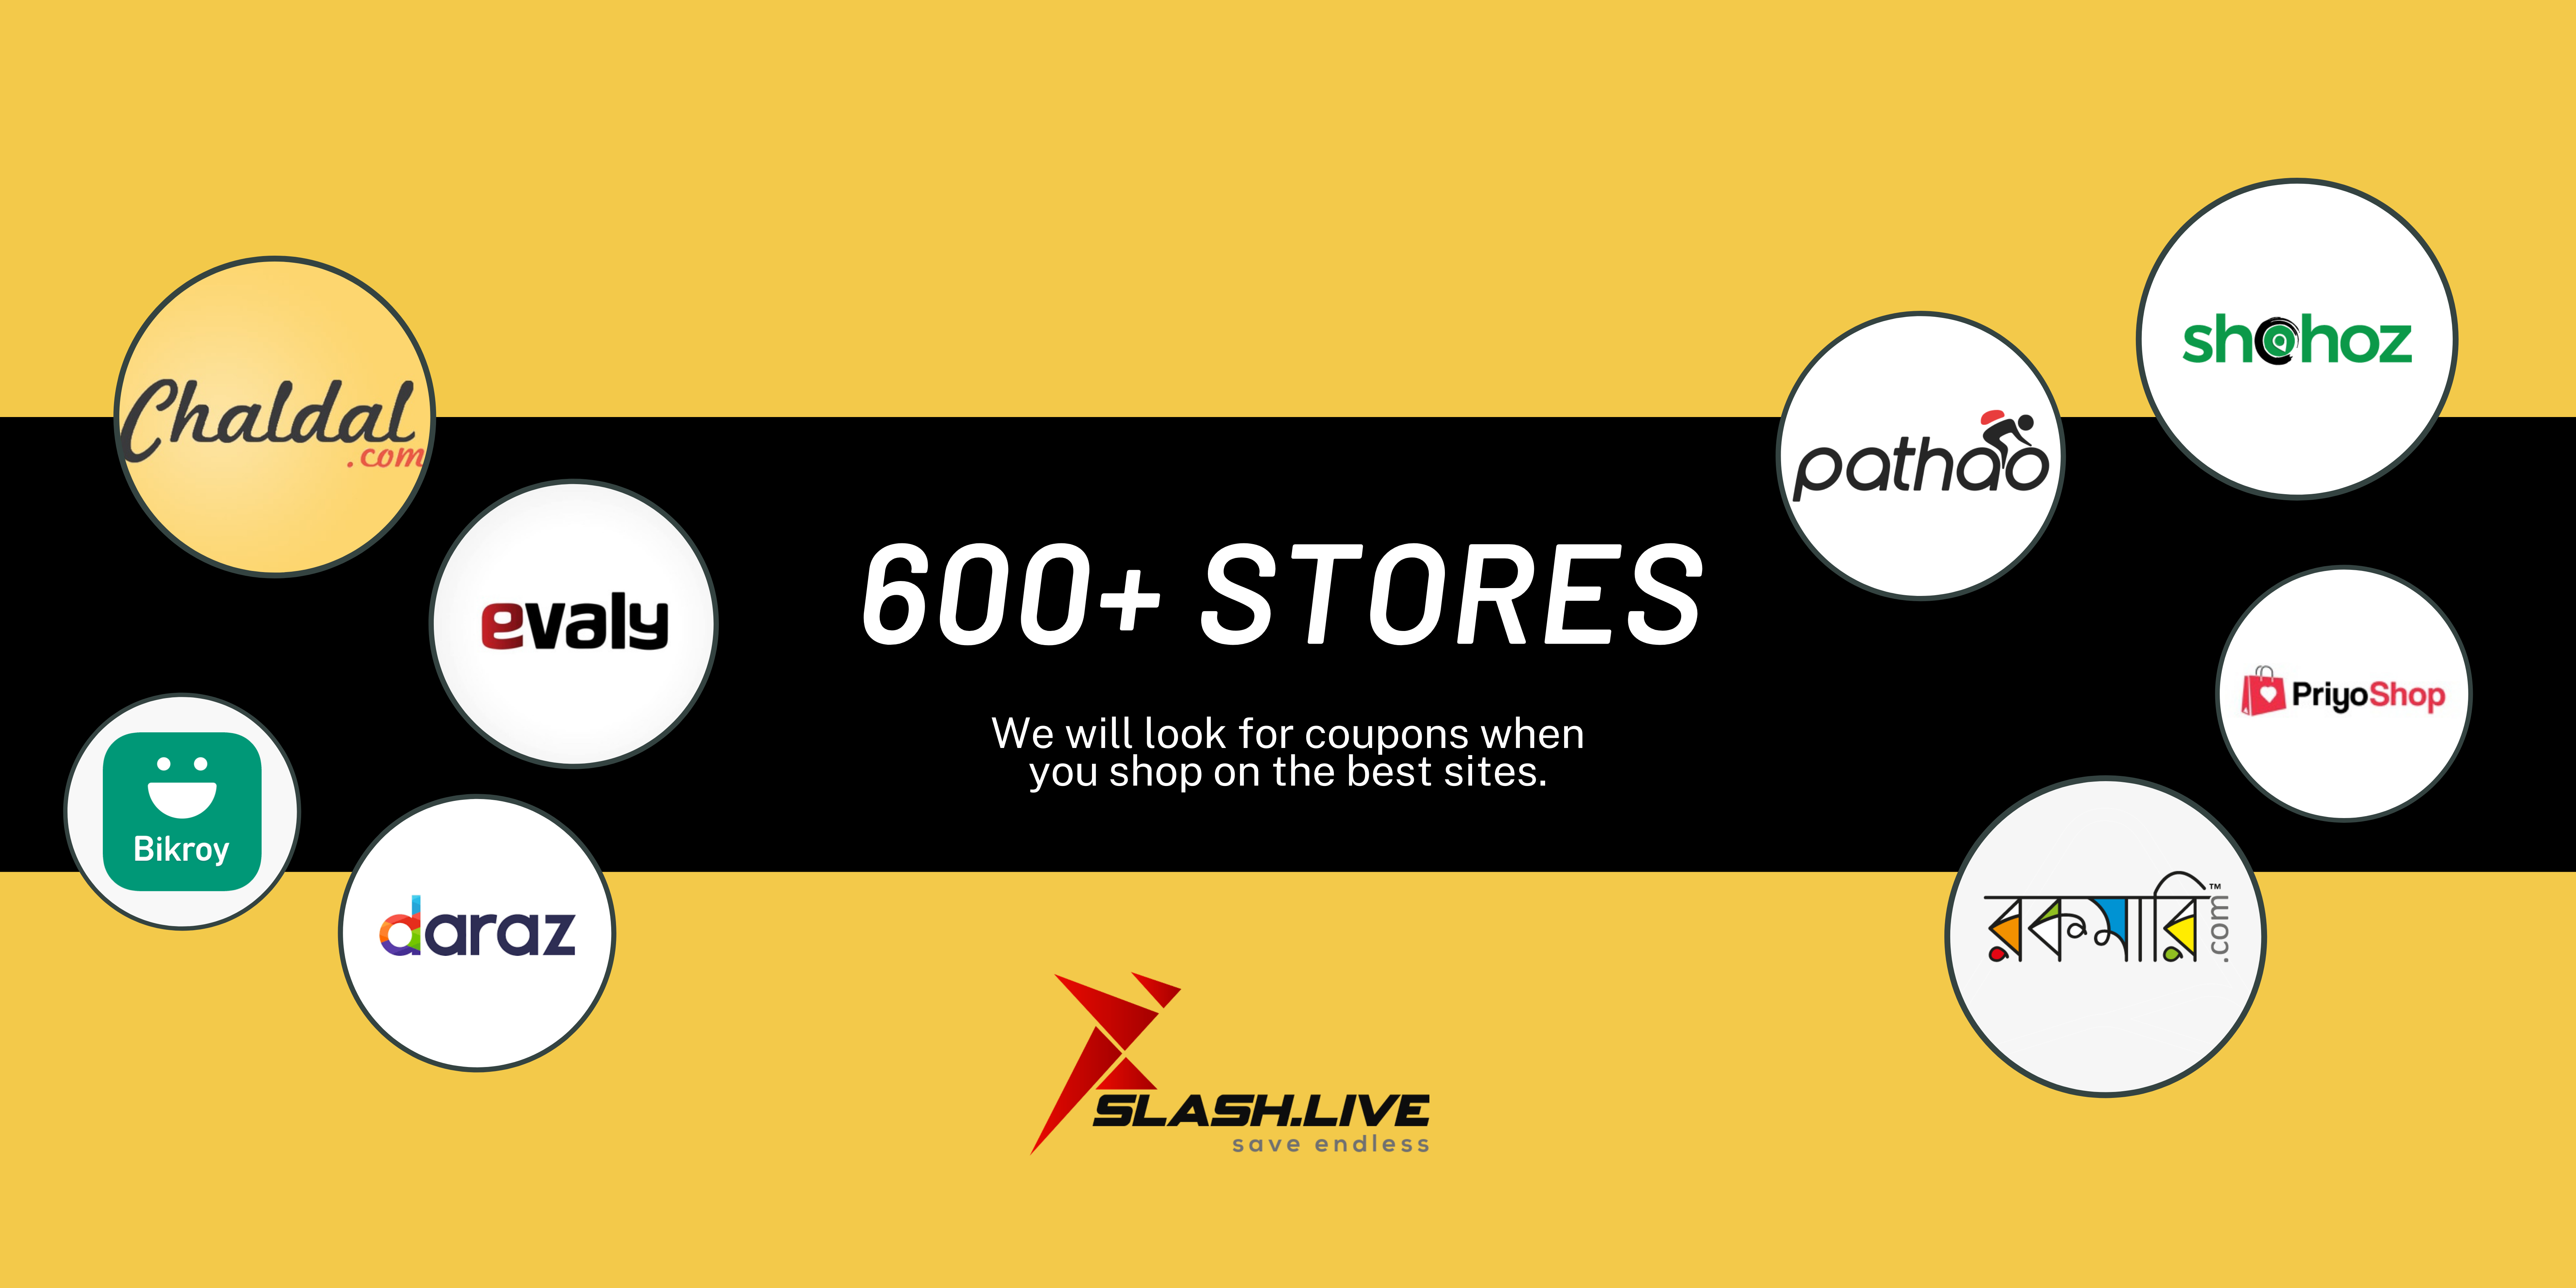 Chaldal
.com
evaly
Bikroy
daraz
600+ STORES
We will look for coupons when
you shop on the best sites.
pathao
shohoz
PriyoShop
রকমারি
.com
™
SLASH.LIVE
save endless